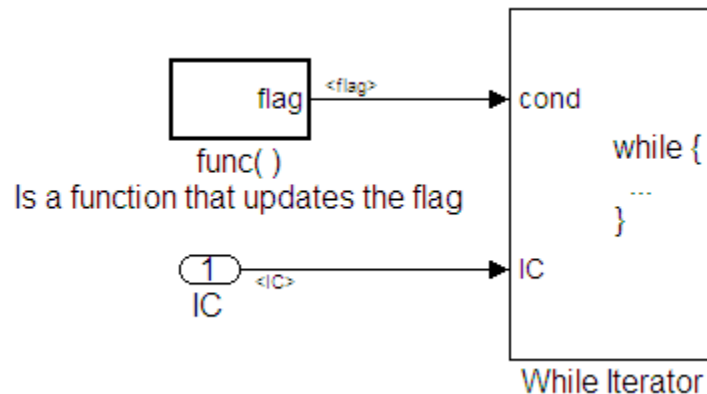 flag
<flag>
cond
func( )
Is a function that updates the flag
while {
...
}
1
<IC>
IC
IC
While Iterator